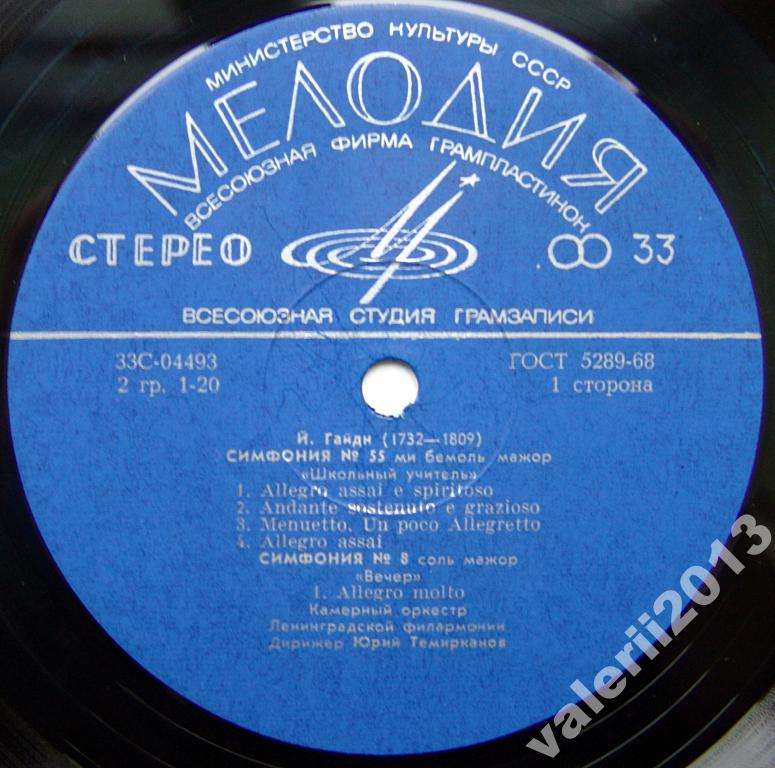 МИНИСТЕРСТВО КУЛЬТУРЫ СССР
МЕЛОДИЯ
ВСЕСОЮЗНАЯ ФИРМА ГРАМПЛАСТИНОК
СТЕРЕО 33
ВСЕСОЮЗНАЯ СТУДИЯ ГРАМЗАПИСИ
33С-04493 ГОСТ 5289-68
2 гр. 1-20 1 сторона
Й. Гайдн (1732—1809)
СИМФОНИЯ № 55 ми бемоль мажор
«Школьный учитель»
1. Allegro assai e spiritoso
2. Andante sostenuto e grazioso
3. Menuetto. Un poco Allegretto
4. Allegro assai
СИМФОНИЯ № 8 соль мажор
«Вечер»
1. Allegro molto
Камерный оркестр
Ленинградской филармонии
Дирижер Юрий Темирканов
valerii2013